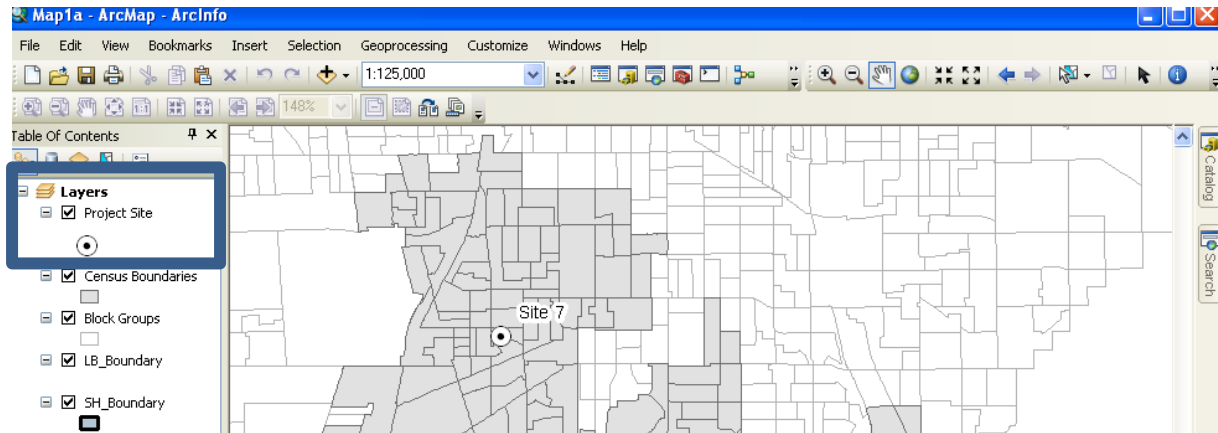 Map1a - ArcMap - ArcInfo
File Edit View Bookmarks Insert Selection Geoprocessing Customize Windows Help
1:125,000
148%
Table Of Contents
Layers
Project Site
Census Boundaries
Block Groups
LB_Boundary
SH_Boundary
Site 7
Catalog
Search